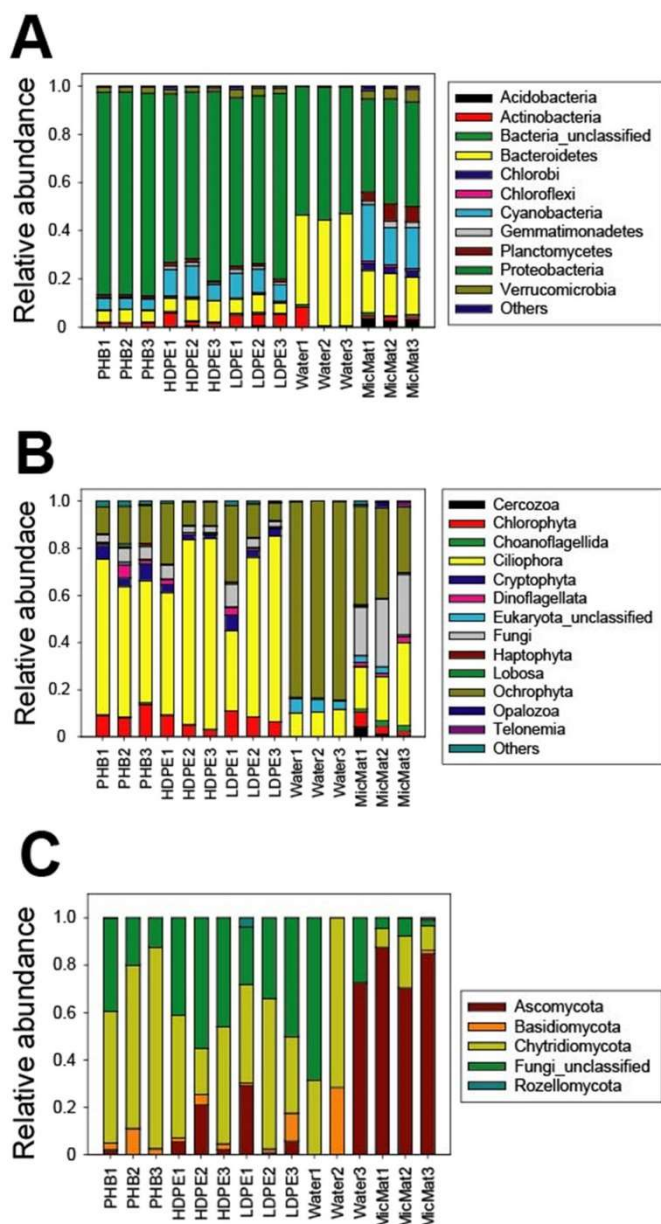 A
Relative abundance
1.0
0.8
0.6
0.4
0.2
0
PHB1
PHB2
PHB3
HDPE1
HDPE2
HDPE3
LDPE1
LDPE2
LDPE3
Water1
Water2
Water3
MicMat1
MicMat2
MicMat3
Acidobacteria
Actinobacteria
Bacteria_unclassified
Bacteroidetes
Chlorobi
Chloroflexi
Cyanobacteria
Gemmatimonadetes
Planctomycetes
Proteobacteria
Verrucomicrobia
Others
B
Relative abundace
1.0
0.8
0.6
0.4
0.2
0
PHB1
PHB2
PHB3
HDPE1
HDPE2
HDPE3
LDPE1
LDPE2
LDPE3
Water1
Water2
Water3
MicMat1
MicMat2
MicMat3
Cercozoa
Chlorophyta
Choanoflagellida
Ciliophora
Cryptophyta
Dinoflagellata
Eukaryota_unclassified
Fungi
Haptophyta
Lobosa
Ochrophyta
Opalozoa
Telonemia
Others
C
Relative abundance
1.0
0.8
0.6
0.4
0.2
0
PHB1
PHB2
PHB3
HDPE1
HDPE2
HDPE3
LDPE1
LDPE2
LDPE3
Water1
Water2
Water3
MicMat1
MicMat2
MicMat3
Ascomycota
Basidiomycota
Chytridiomycota
Fungi_unclassified
Rozellomycota